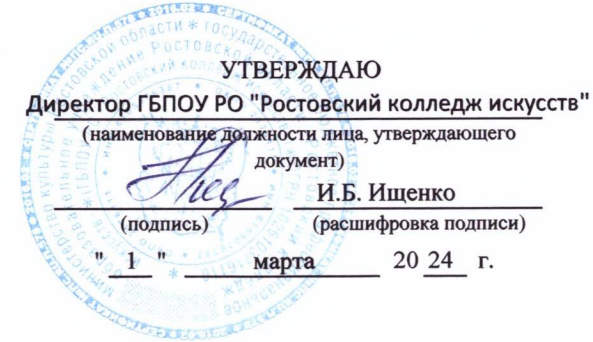 УТВЕРЖДАЮ
Директор ГБПОУ РО "Ростовский колледж искусств"
(наименование должности лица, утверждающего
документ)
И.Б. Ищенко
(подпись) (расшифровка подписи)
" 1 " марта 20 24 г.